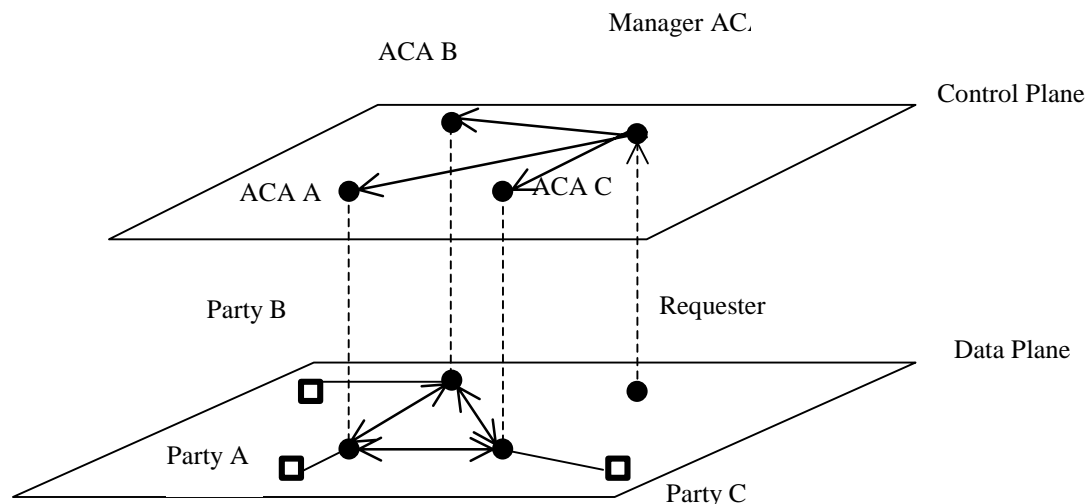 Manager AC
ACA B
Control Plane
ACA A
ACA C
Party B
Requester
Data Plane
Party A
Party C